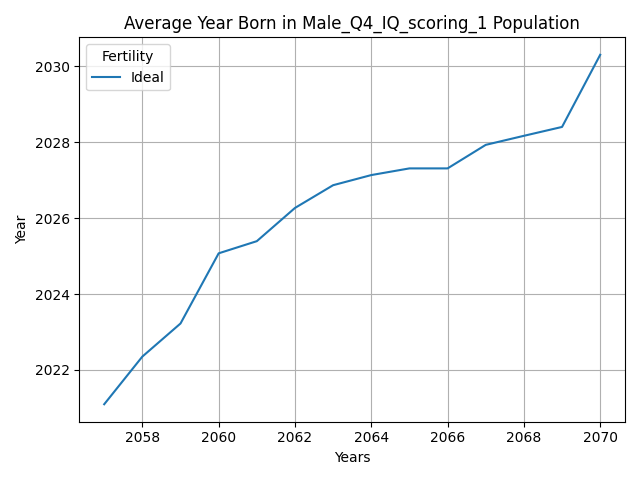 Average Year Born in Male_Q4_IQ_scoring_1 Population
Fertility
Ideal
2030
2028
2026
2024
2022
Year
2058 2060 2062 2064 2066 2068 2070
Years